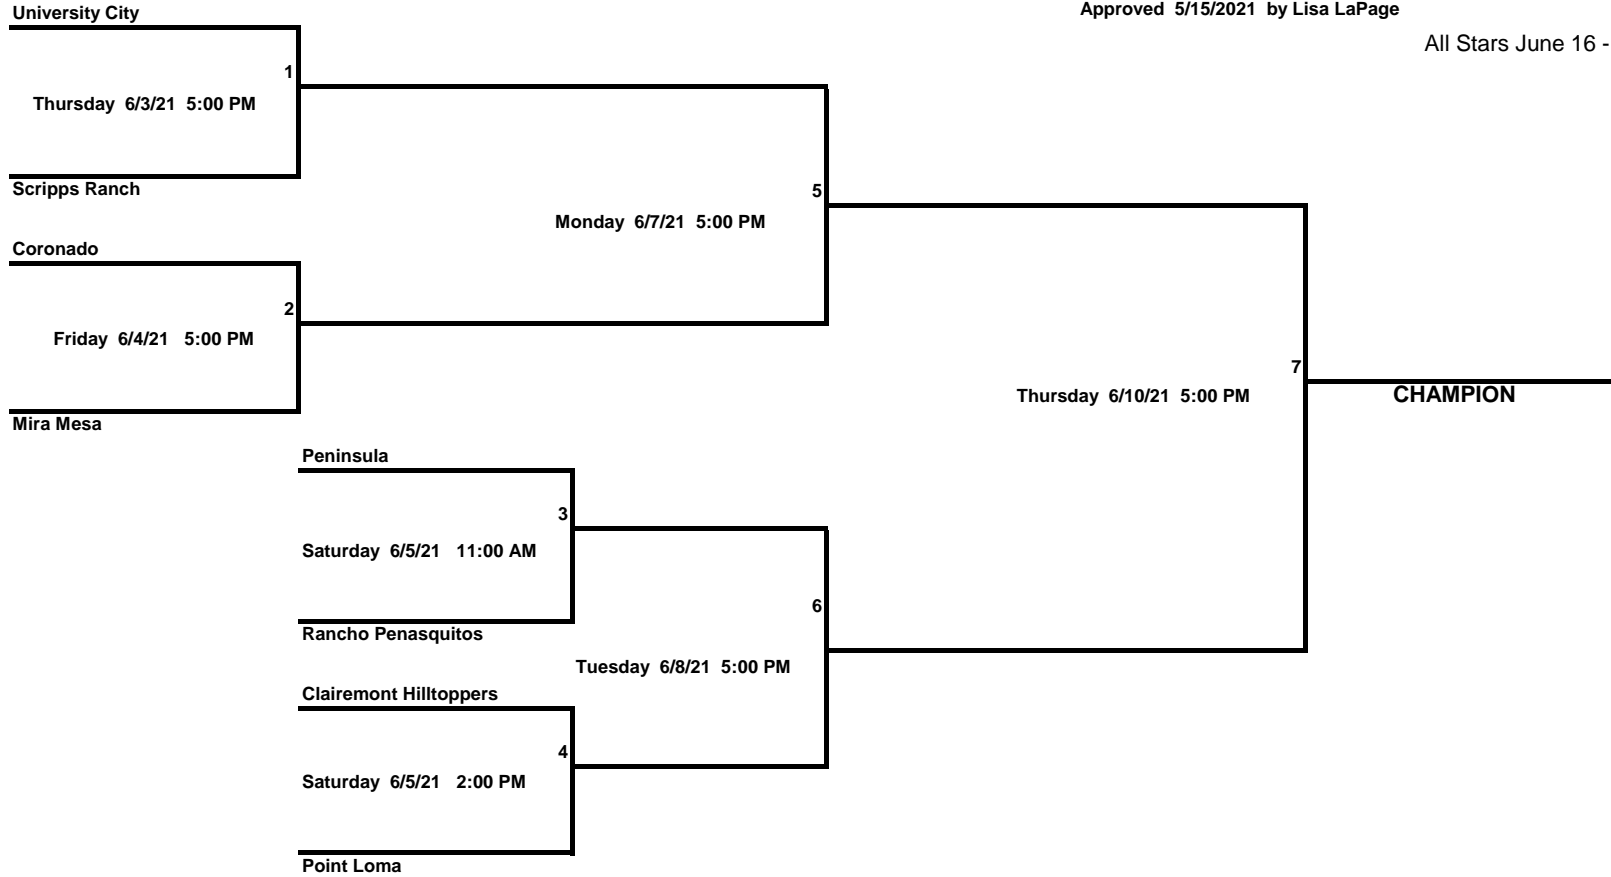 University City
Approved  5/15/2021  by Lisa LaPage
All Stars June 16 -
1
Thursday  6/3/21  5:00 PM
Scripps Ranch
5
Monday  6/7/21  5:00 PM
Coronado
2
Friday  6/4/21   5:00 PM
7
Thursday  6/10/21  5:00 PM
CHAMPION
Mira Mesa
Peninsula
3
Saturday  6/5/21   11:00 AM
6
Rancho Penasquitos
Tuesday  6/8/21  5:00 PM
Clairemont Hilltoppers
4
Saturday  6/5/21   2:00 PM
Point Loma